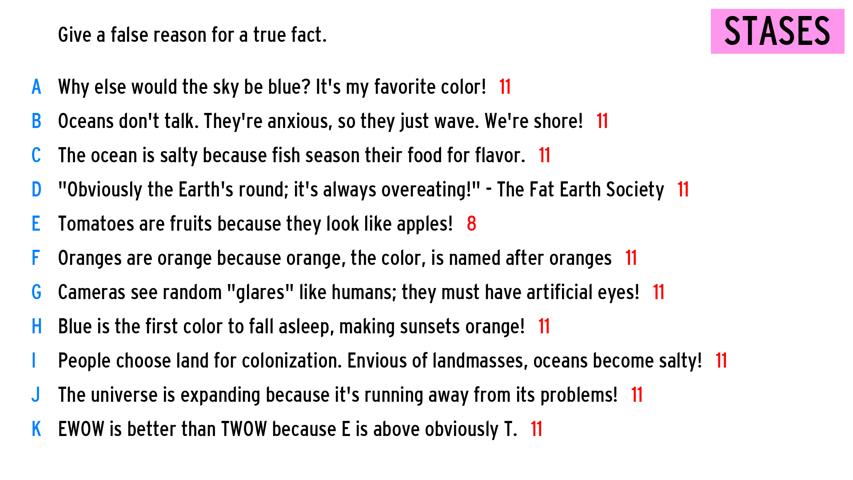 Give a false reason for a true fact.
STASES
A Why else would the sky be blue? It's my favorite color! 11
B Oceans don't talk. They're anxious, so they just wave. We're shore! 11
C The ocean is salty because fish season their food for flavor. 11
D "Obviously the Earth's round; it's always overeating!" - The Fat Earth Society 11
E Tomatoes are fruits because they look like apples! 8
F Oranges are orange because orange, the color, is named after oranges 11
G Cameras see random "glares" like humans; they must have artificial eyes! 11
H Blue is the first color to fall asleep, making sunsets orange! 11
I People choose land for colonization. Envious of landmasses, oceans become salty! 11
J The universe is expanding because it's running away from its problems! 11
K EWOW is better than TWOW because E is above obviously T. 11